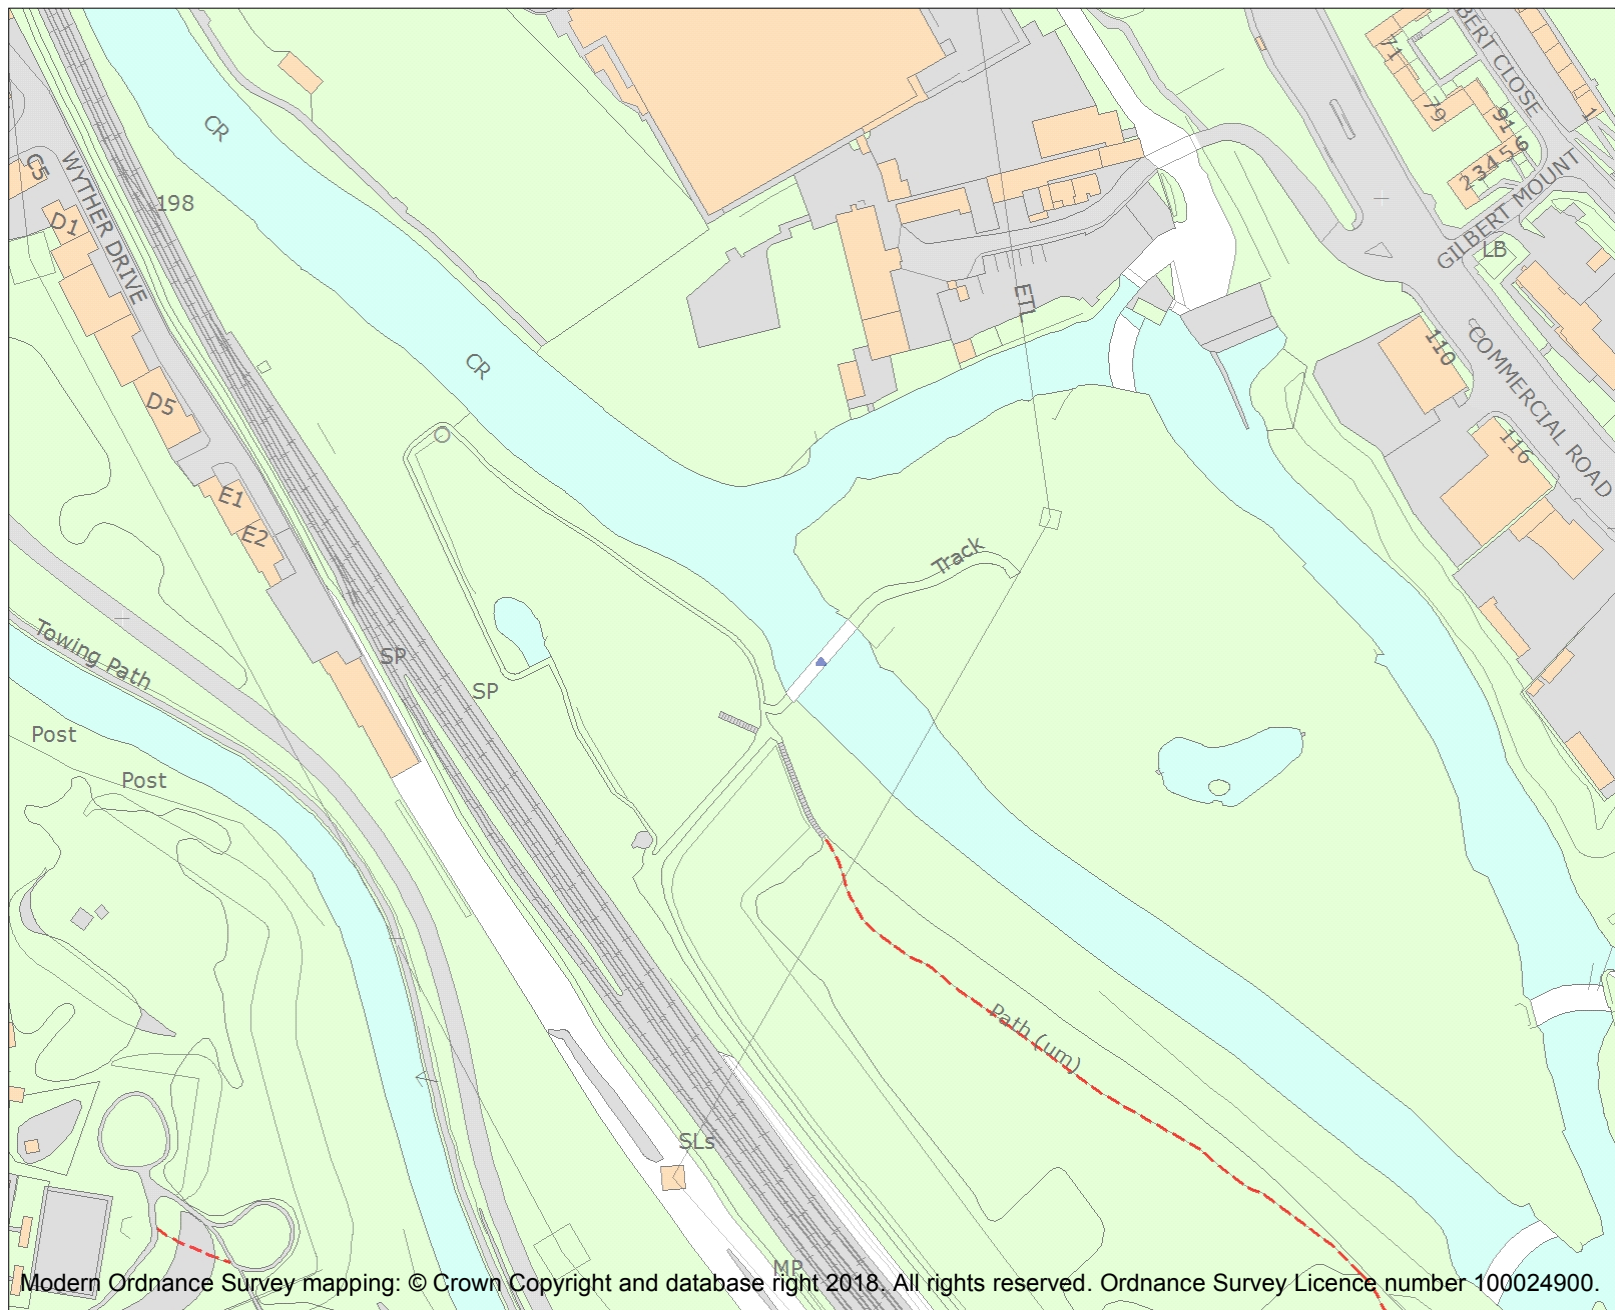 CR
WYTHER DRIVE
C5
198
D1
71
79
91
BERT CLOSE
1
2 3 4 5 6
GILBERT MOUNT
LB
ETL
CR
110
COMMERCIAL ROAD
116
D5
E1
E2
Track
Towing Path
SP
SP
Post
Post
Path (um)
SLs
MP
Modern Ordnance Survey mapping: © Crown Copyright and database right 2018. All rights reserved. Ordnance Survey Licence number 100024900.